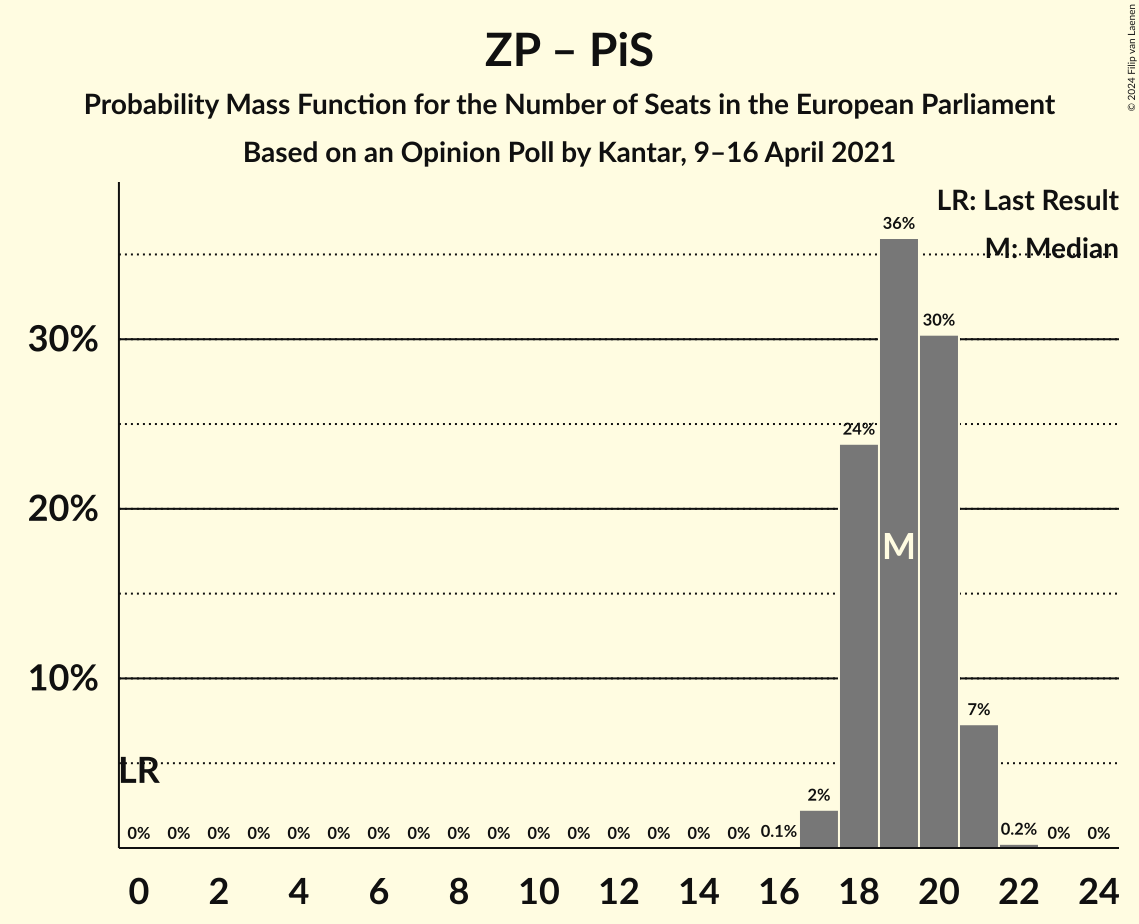 ZP – PiS
Probability Mass Function for the Number of Seats in the European Parliament
Based on an Opinion Poll by Kantar, 9–16 April 2021
© 2024 Filip van Laenen
LR: Last Result
M: Median
36%
30%
30%
24%
20%
M
10%
7%
LR
2%
0% 0% 0% 0% 0% 0% 0% 0% 0% 0% 0% 0% 0% 0% 0% 0% 0.1% 0.2% 0% 0%
0 2 4 6 8 10 12 14 16 18 20 22 24